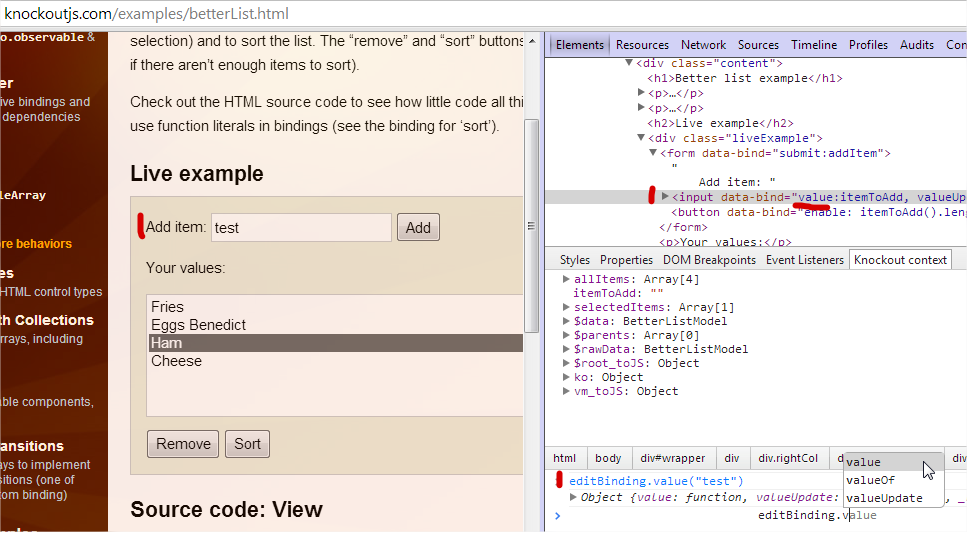 knockoutjs.com/examples/betterList.html
o.observable &
er
ive bindings and
dependencies
leArray
ore behaviors
es
HTML control types
th Collections
rrays, including
able components,
ansitions
ays to implement
sitions (one of
tom binding)
selection) and to sort the list. The “remove” and “sort” buttons
if there aren’t enough items to sort).
Check out the HTML source code to see how little code all thi
use function literals in bindings (see the binding for ‘sort’).
Live example
Add item: test Add
Your values:
Fries
Eggs Benedict
Ham
Cheese
Remove Sort
Source code: View
Elements Resources Network Sources Timeline Profiles Audits Con
<div class="content">
<h1>Better list example</h1>
<p>…</p>
<p>…</p>
<h2>Live example</h2>
<div class="liveExample">
<form data-bind="submit:addItem">
"
Add item: "
<input data-bind="value:itemToAdd, valueUp
<button data-bind="enable: itemToAdd().leng
</form>
<p>Your values:</p>
Styles Properties DOM Breakpoints Event Listeners Knockout context
allItems: Array[4]
itemToAdd: ""
selectedItems: Array[1]
$data: BetterListModel
$parents: Array[0]
$rawData: BetterListModel
$root_toJS: Object
ko: Object
vm_toJS: Object
html body div#wrapper div div.rightCol d div
value
valueOf
valueUpdate
editBinding.value("test")
Object {value: function, valueUpdate: , _
> editBinding.value